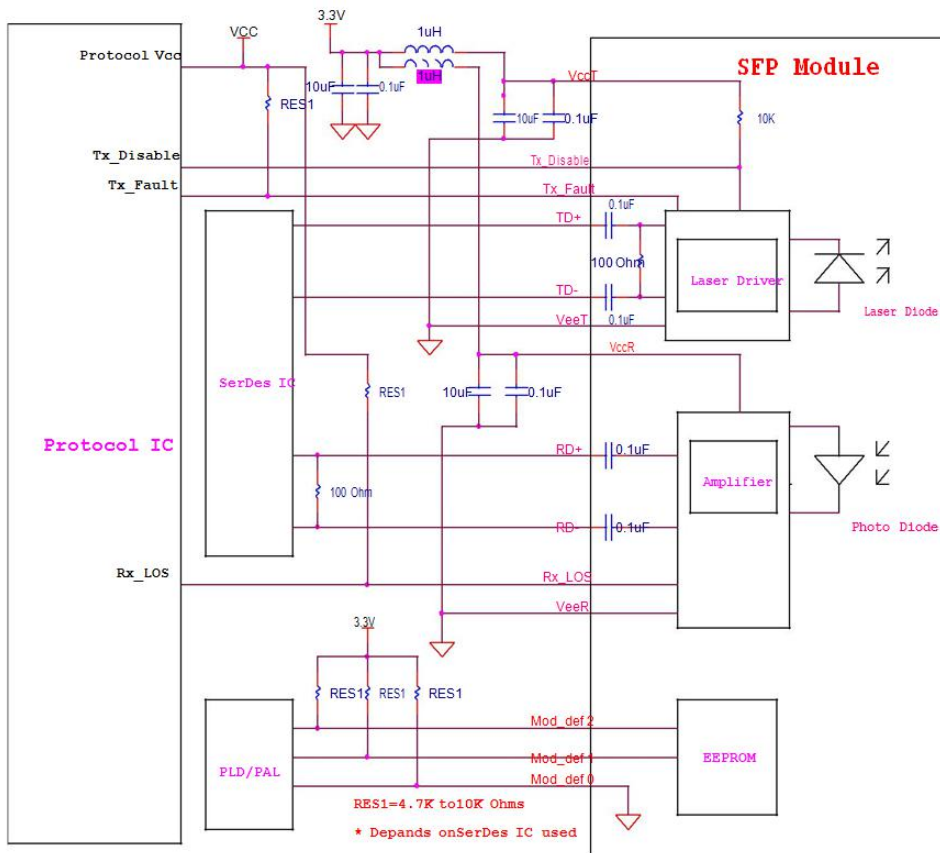 3.3V
VCC
1uH
Protocol Vcc
SFP Module
VccT
1uH
10uF
0.1uF
RES1
10uF
0.1uF
10K
Tx_Disable
Tx_Disable
Tx_Fault
Tx_Fault
0.1uF
TD+
100 Ohm
Laser Driver
TD-
0.1uF
VeeT
Laser Diode
VccR
SerDes IC
RES1
10uF
0.1uF
Protocol IC
RD+
0.1uF
Amplifier
100 Ohm
RD-
0.1uF
Photo Diode
Rx_LOS
Rx_LOS
VeeR
3.3V
RES1
RES1
RES1
Mod_def 2
Mod_def 1
PLD/PAL
EEPROM
Mod_def 0
RES1=4.7K to10K Ohms
* Depands onSerDes IC used